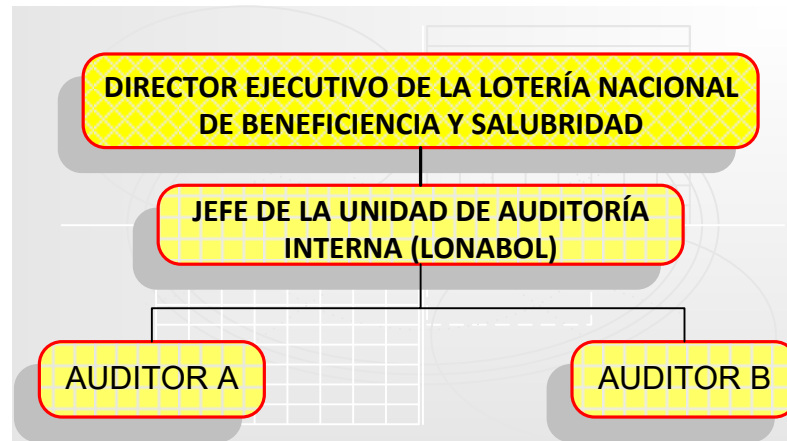 DIRECTOR EJECUTIVO DE LA LOTERÍA NACIONAL
DE BENEFICIENCIA Y SALUBRIDAD
JEFE DE LA UNIDAD DE AUDITORÍA
INTERNA (LONABOL)
AUDITOR A
AUDITOR B